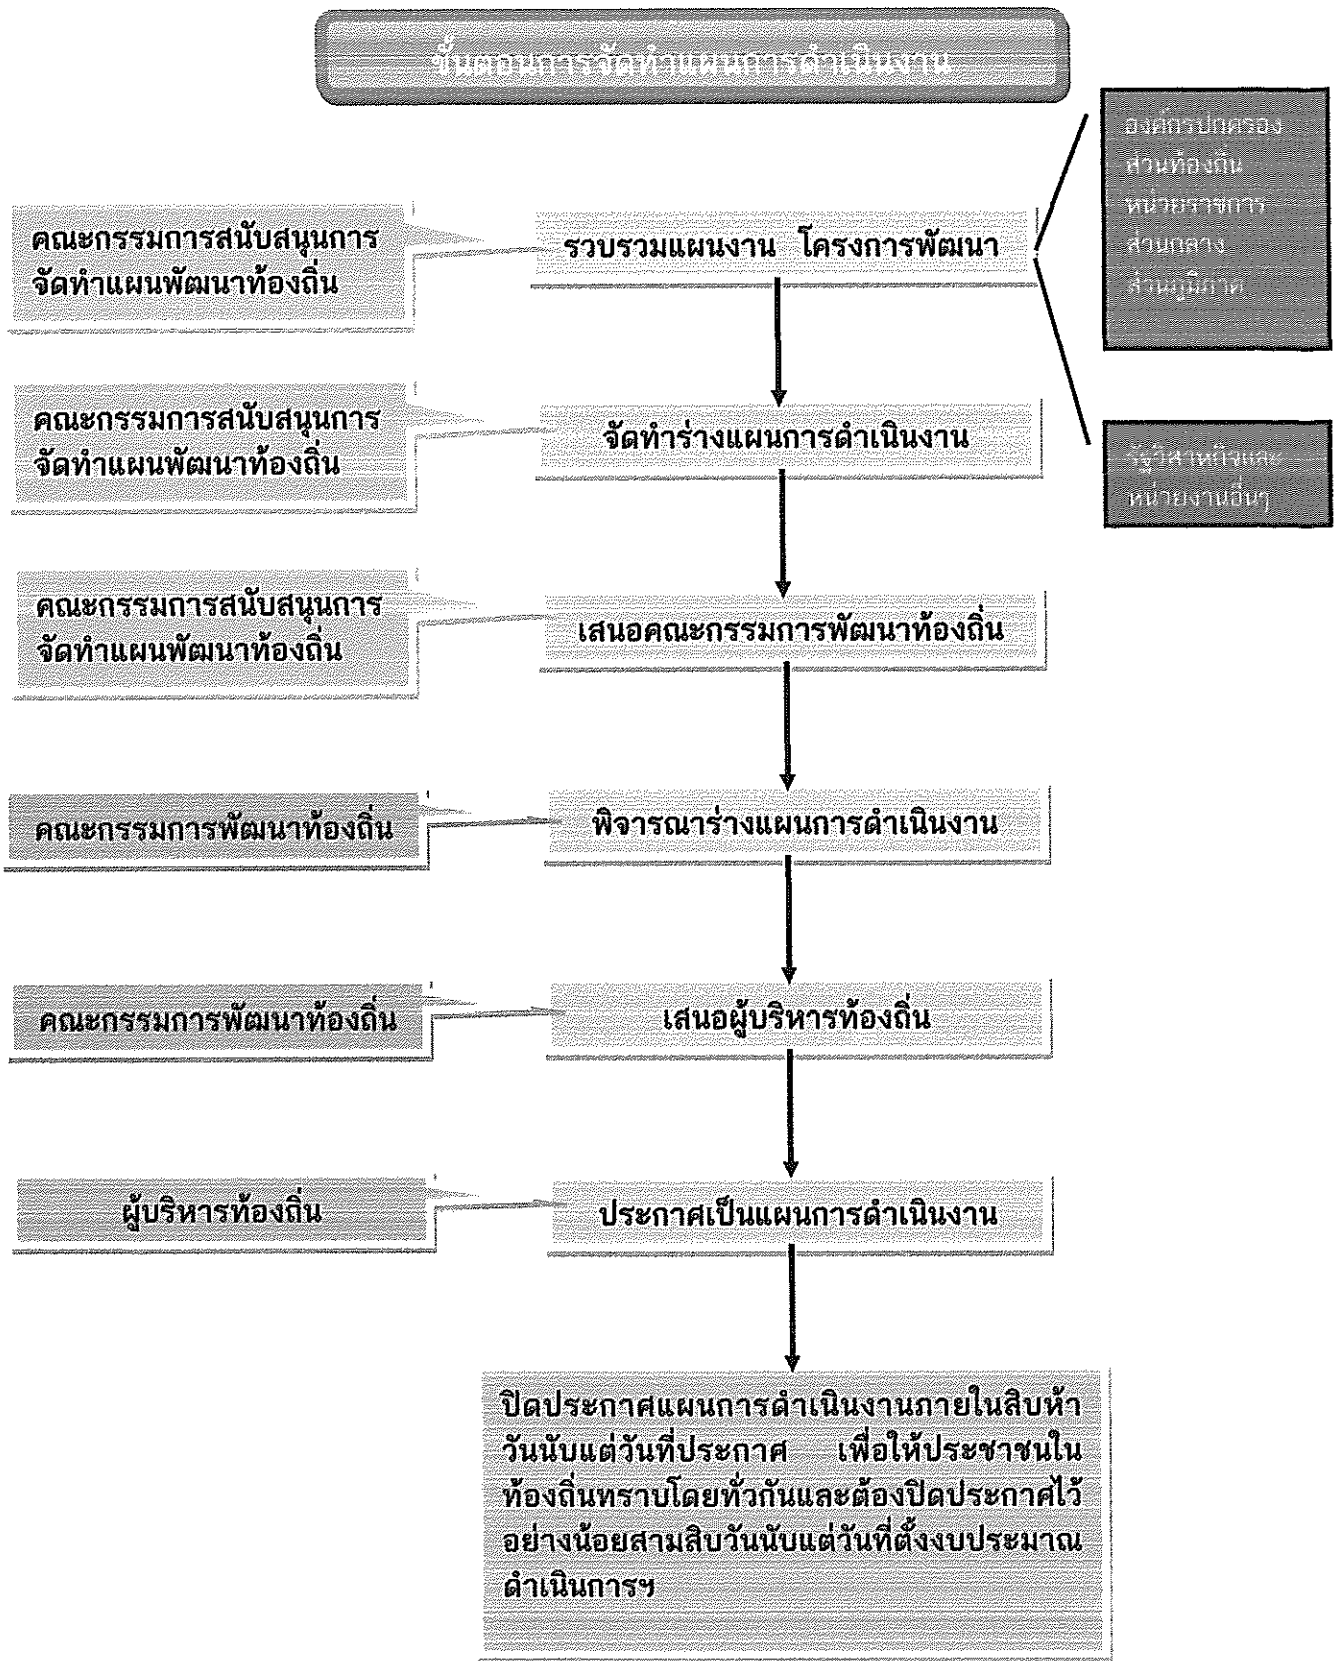 ขั้นตอนการจัดทำแผนการดำเนินงาน
องค์กรปกครอง
ส่วนท้องถิ่น
หน่วยราชการ
ส่วนกลาง
ส่วนภูมิภาค
คณะกรรมการสนับสนุนการ
จัดทำแผนพัฒนาท้องถิ่น
รวบรวมแผนงาน โครงการพัฒนา
คณะกรรมการสนับสนุนการ
จัดทำแผนพัฒนาท้องถิ่น
จัดทำร่างแผนการดำเนินงาน
รัฐวิสาหกิจและ
หน่วยงานอื่นๆ
คณะกรรมการสนับสนุนการ
จัดทำแผนพัฒนาท้องถิ่น
เสนอคณะกรรมการพัฒนาท้องถิ่น
คณะกรรมการพัฒนาท้องถิ่น
พิจารณาร่างแผนการดำเนินงาน
คณะกรรมการพัฒนาท้องถิ่น
เสนอผู้บริหารท้องถิ่น
ผู้บริหารท้องถิ่น
ประกาศเป็นแผนการดำเนินงาน
ปิดประกาศแผนการดำเนินงานภายในสิบห้า
วันนับแต่วันที่ประกาศ เพื่อให้ประชาชนใน
ท้องถิ่นทราบโดยทั่วกันและต้องปิดประกาศไว้
อย่างน้อยสามสิบวันนับแต่วันที่ตั้งงบประมาณ
ดำเนินการฯ